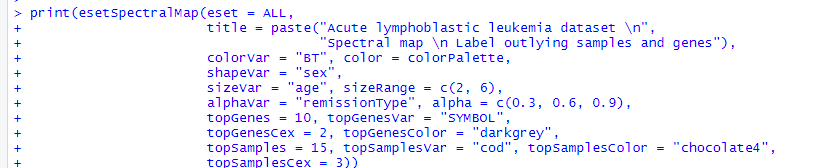 > print(esetSpectralMap(eset = ALL,
+ title = paste("Acute lymphoblastic leukemia dataset \n",
+ "Spectral map \n Label outlying samples and genes"),
+ colorVar = "BT", color = colorPalette,
+ shapeVar = "sex",
+ sizeVar = "age", sizeRange = c(2, 6),
+ alphaVar = "remissionType", alpha = c(0.3, 0.6, 0.9),
+ topGenes = 10, topGenesVar = "SYMBOL",
+ topGenesCex = 2, topGenesColor = "darkgrey",
+ topSamples = 15, topSamplesVar = "cod", topSamplesColor = "chocolate4",
+ topSamplesCex = 3))